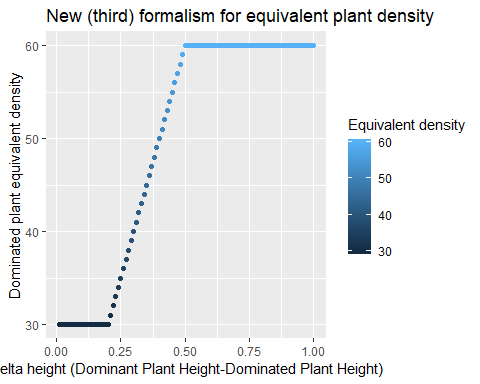 New (third) formalism for equivalent plant density
Dominated plant equivalent density
60
50
40
30
0.00 0.25 0.50 0.75 1.00
elta height (Dominant Plant Height-Dominated Plant Height)
Equivalent density
60
50
40
30